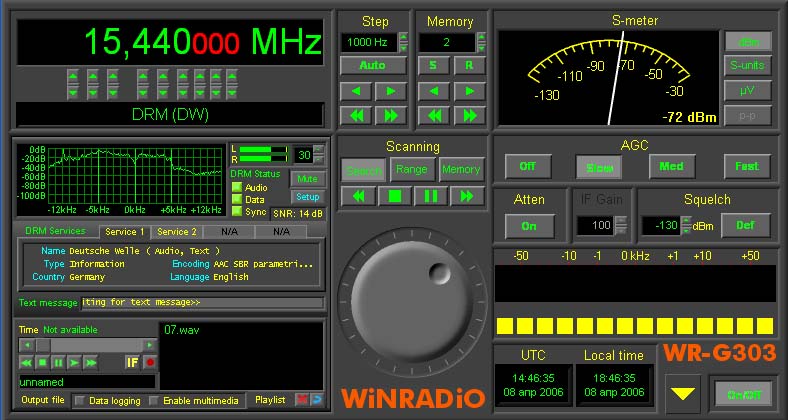 15,440000 MHz
DRM (DW)
Step
1000 Hz
Auto
Memory
2
S R
S-meter
-130 -110 -90 -70 -50 -30
-72 dBm
dBm
S-units
µV
p-p
0dB
-20dB
-40dB
-60dB
-80dB
-100dB
-12kHz -5kHz 0kHz +5kHz +12kHz
L
R
30
DRM Status
Audio
Data
Sync
Mute
Setup
SNR: 14 dB
DRM Services Service 1 Service 2 N/A N/A
Name Deutsche Welle ( Audio, Text )
Type Information Encoding AAC SBR parametri...
Country Germany Language English
Text message iting for text message>>
Time Not available
IF
unnamed
07.wav
Output file Data logging Enable multimedia Playlist
Scanning
Search Range Memory
WiNRADiO
AGC
Off Slow Med Fast
Atten
On
IF Gain
100
Squelch
-130 dBm Def
-50 -10 -1 0 kHz +1 +10 +50
UTC
14:46:35
08 апр 2006
Local time
18:46:35
08 апр 2006
WR-G303
On/Off